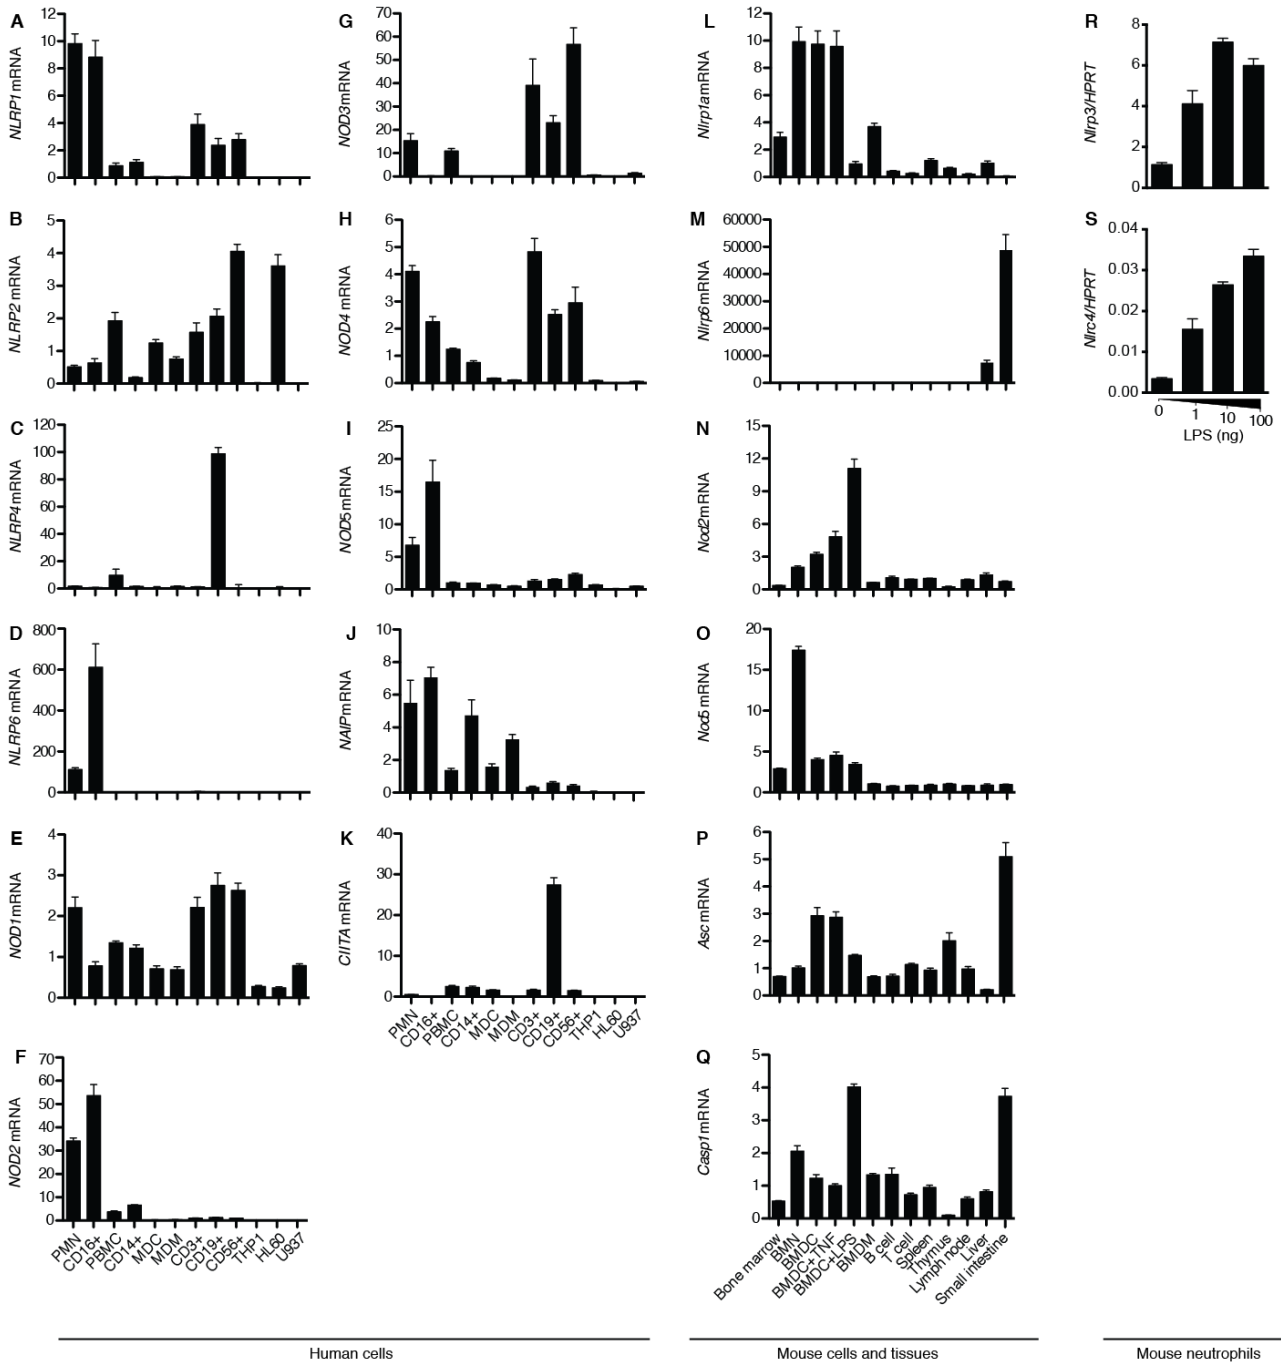 A
NLRP1 mRNA
12
10
8
6
4
2
0
B
NLRP2 mRNA
5
4
3
2
1
0
C
NLRP4 mRNA
120
100
80
60
40
20
0
D
NLRP6 mRNA
800
600
400
200
0
E
NOD1 mRNA
4
3
2
1
0
F
NOD2 mRNA
70
60
50
40
30
20
10
0
PMN
CD16+
PBMC
CD14+
MDC
MDM
CD3+
CD19+
CD56+
THP1
HL60
U937
G
NOD3 mRNA
70
60
50
40
30
20
10
0
H
NOD4 mRNA
6
5
4
3
2
1
0
I
NOD5 mRNA
25
20
15
10
5
0
J
NAIP mRNA
10
8
6
4
2
0
K
CIITA mRNA
40
30
20
10
0
PMN
CD16+
PBMC
CD14+
MDC
MDM
CD3+
CD19+
CD56+
THP1
HL60
U937
Human cells
L
Nlrp1a mRNA
12
10
8
6
4
2
0
M
Nlrp6 mRNA
60000
50000
40000
30000
20000
10000
0
N
Nod2 mRNA
15
12
9
6
3
0
O
Nod5 mRNA
20
15
10
5
0
P
Asc mRNA
6
5
4
3
2
1
0
Q
Casp1 mRNA
5
4
3
2
1
0
Bone marrow
BMN
BMDC
BMDC+TNF
BMDC+LPS
BMDM
B cell
T cell
Spleen
Thymus
Lymph node
Liver
Small intestine
Mouse cells and tissues
R
Nlrp3/HPRT
8
6
4
2
0
S
Nlrc4/HPRT
0.04
0.03
0.02
0.01
0.00
0
1
10
100
LPS (ng)
Mouse neutrophils